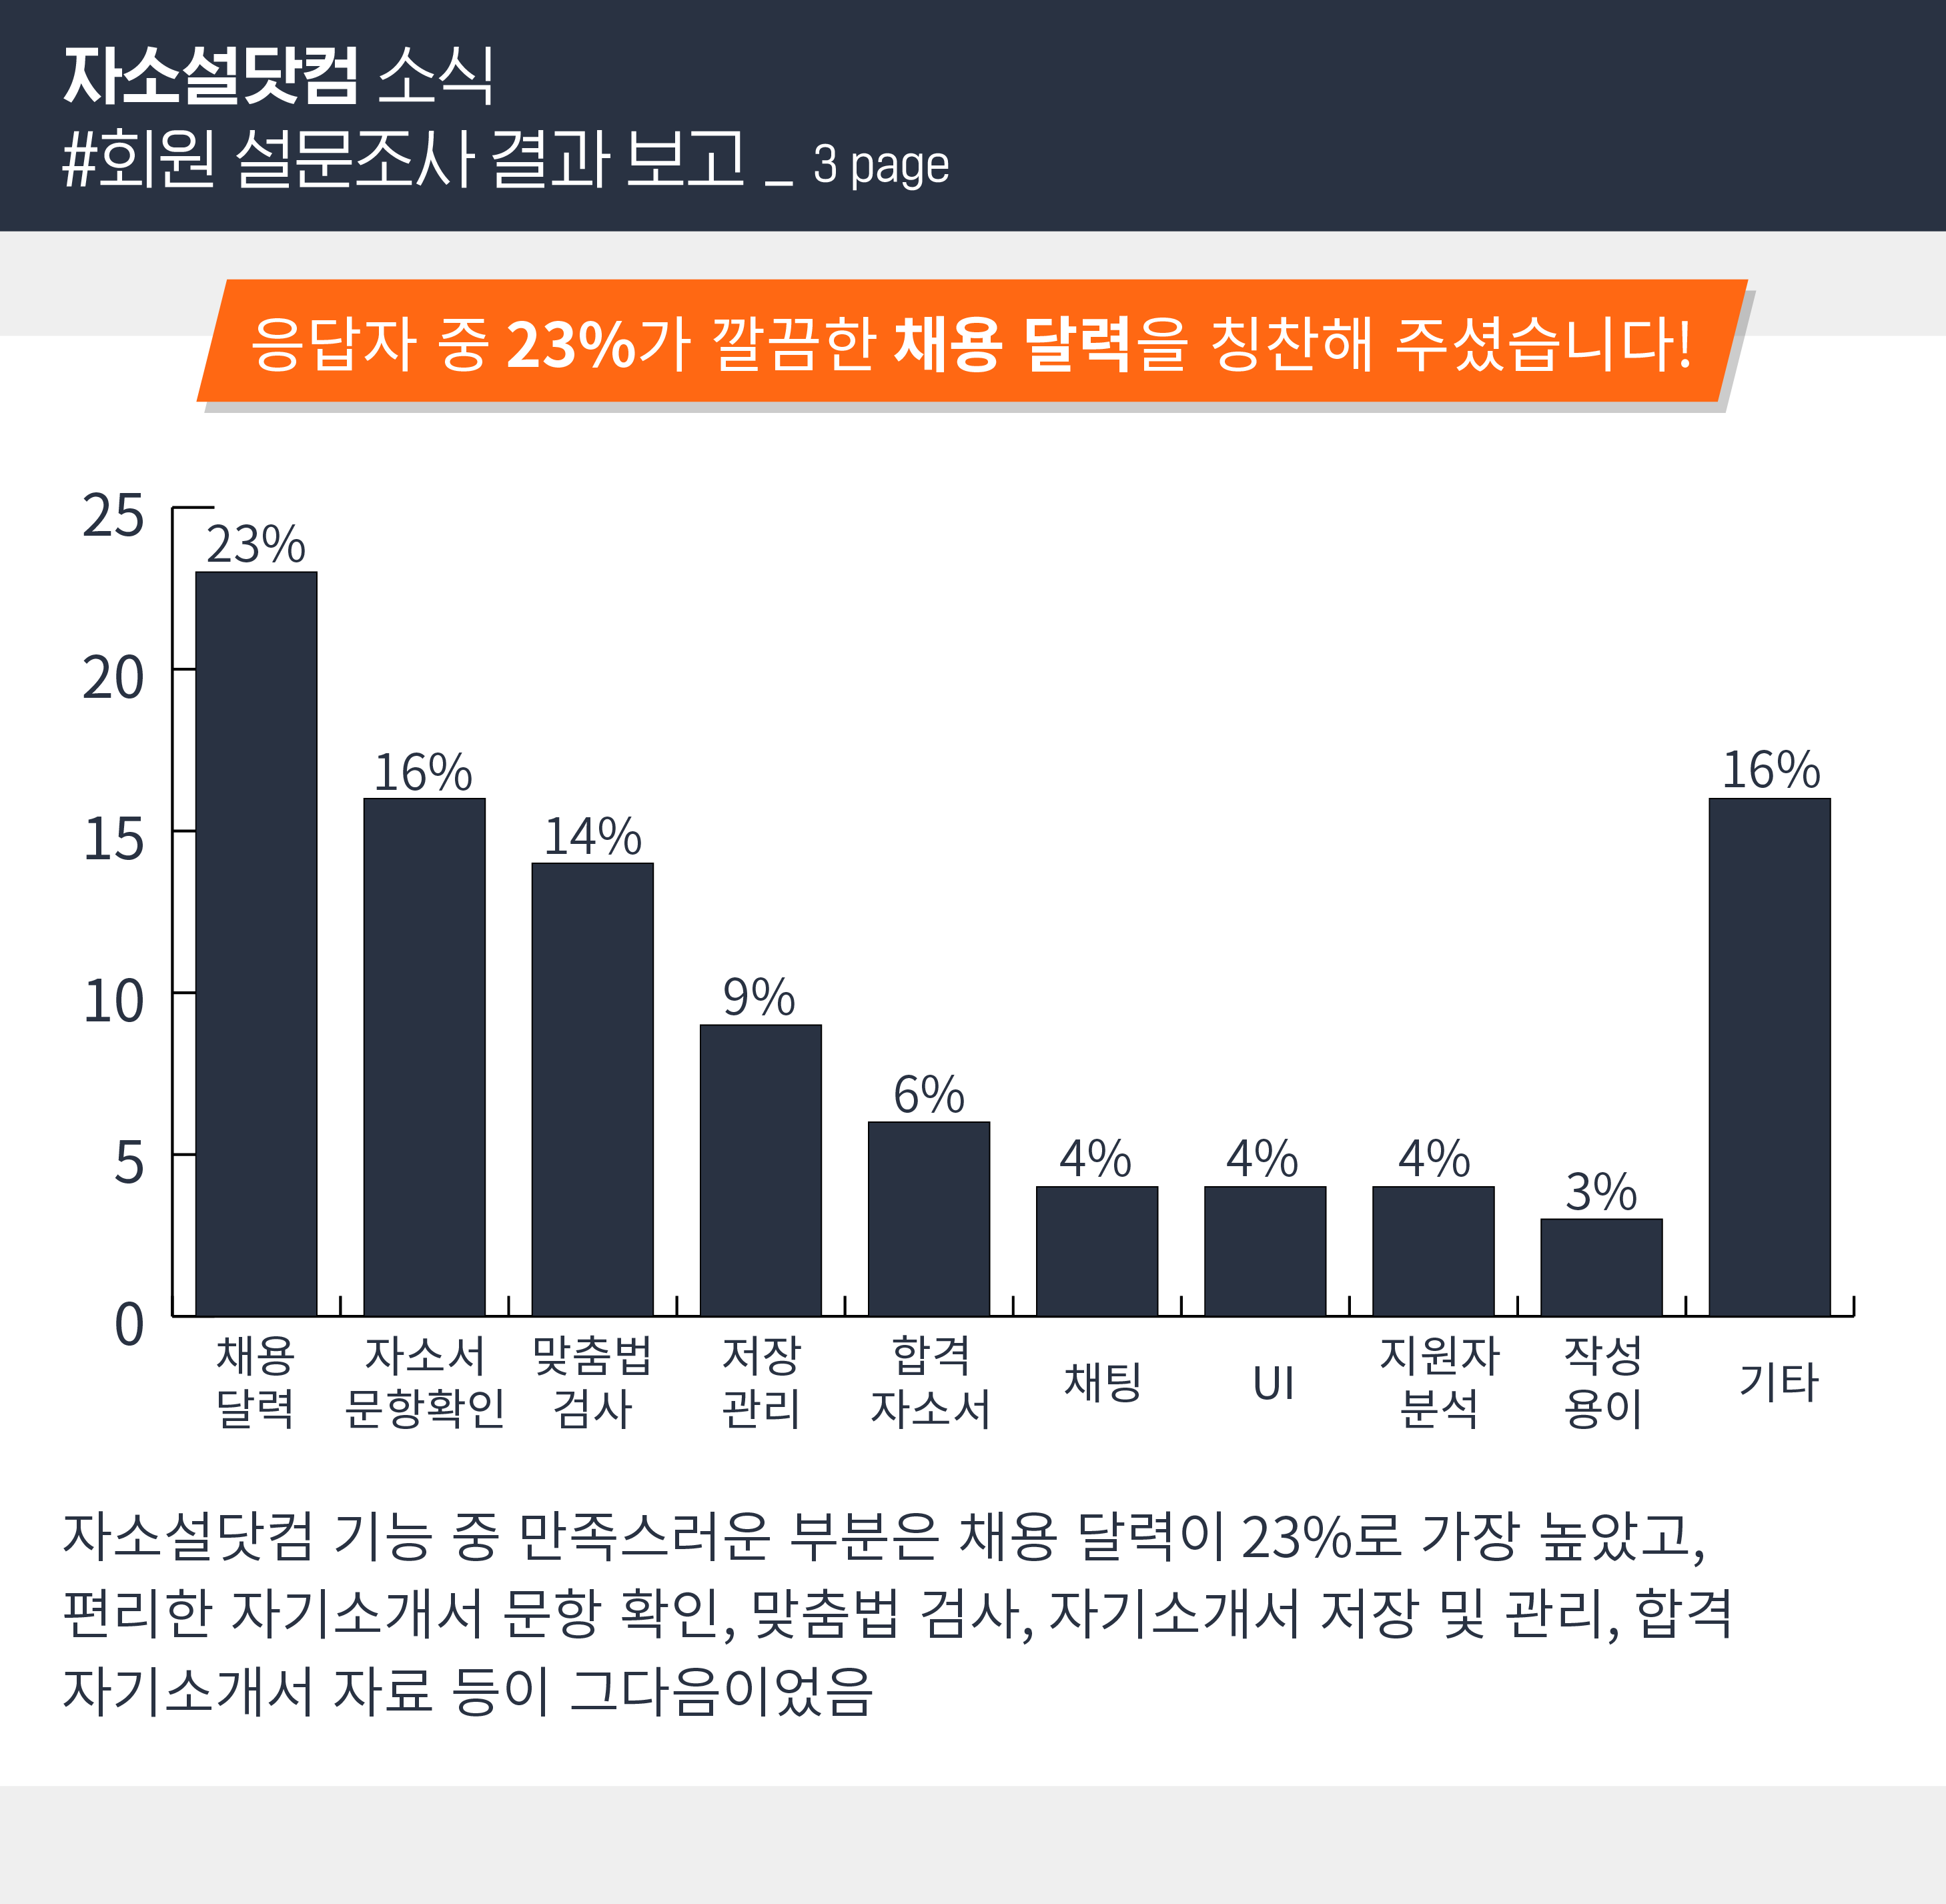 자소설닷컴 소식
#회원 설문조사 결과 보고 _ 3 page
응답자 중 23%가 깔끔한 채용 달력을 칭찬해 주셨습니다!
25
20
15
10
5
0
23%
16%
14%
9%
6%
4%
4%
4%
3%
16%
채용
달력
자소서
문항확인
맞춤법
검사
저장
관리
합격
자소서
채팅
UI
지원자
분석
작성
용이
기타
자소설닷컴 기능 중 만족스러운 부분은 채용 달력이 23%로 가장 높았고,
편리한 자기소개서 문항 확인, 맞춤법 검사, 자기소개서 저장 및 관리, 합격
자기소개서 자료 등이 그다음이었음